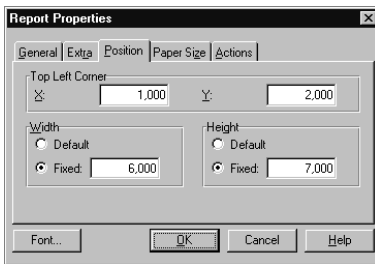 Report Properties
General Extra Position Paper Size Actions
Top Left Corner
X: 1,000 Y: 2,000
Width Height
Default Default
Fixed: 6,000 Fixed: 7,000
Font... OK Cancel Help